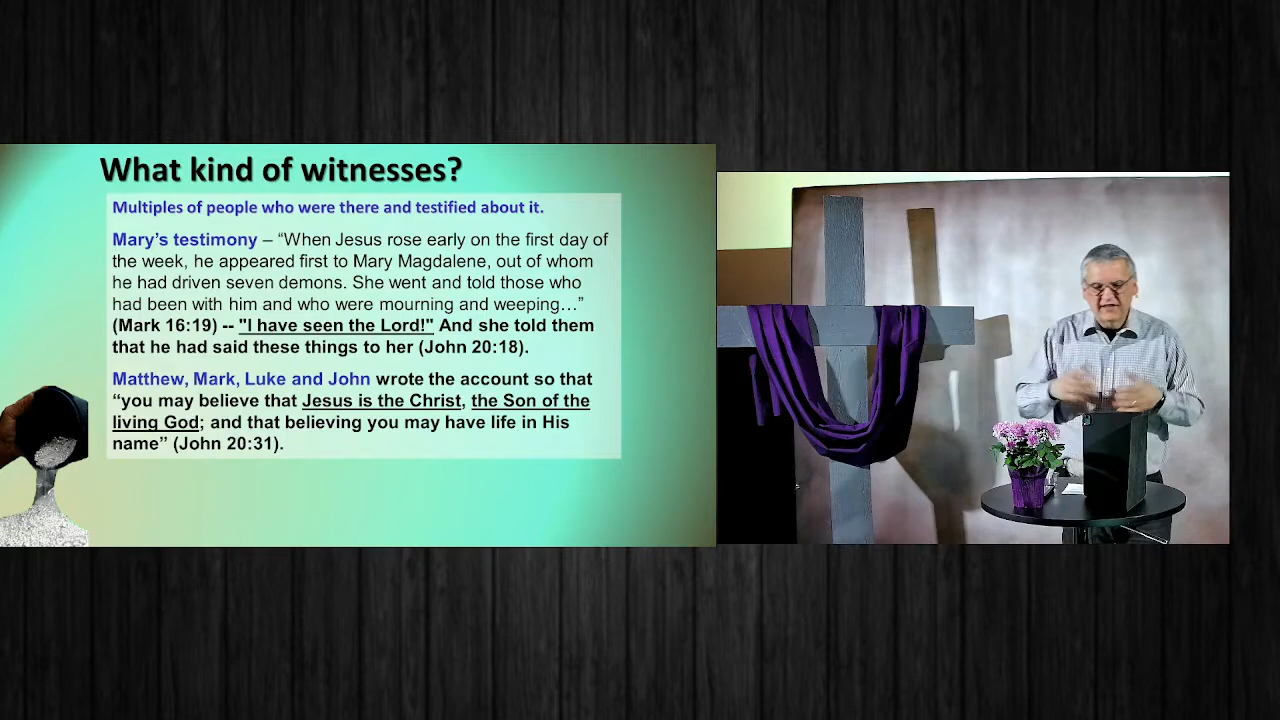 What kind of witnesses?
Multiples of people who were there and testified about it.
Mary’s testimony – “When Jesus rose early on the first day of
the week, he appeared first to Mary Magdalene, out of whom
he had driven seven demons. She went and told those who
had been with him and who were mourning and weeping…”
(Mark 16:19) -- "I have seen the Lord!" And she told them
that he had said these things to her (John 20:18).
Matthew, Mark, Luke and John wrote the account so that
“you may believe that Jesus is the Christ, the Son of the
living God; and that believing you may have life in His
name” (John 20:31).